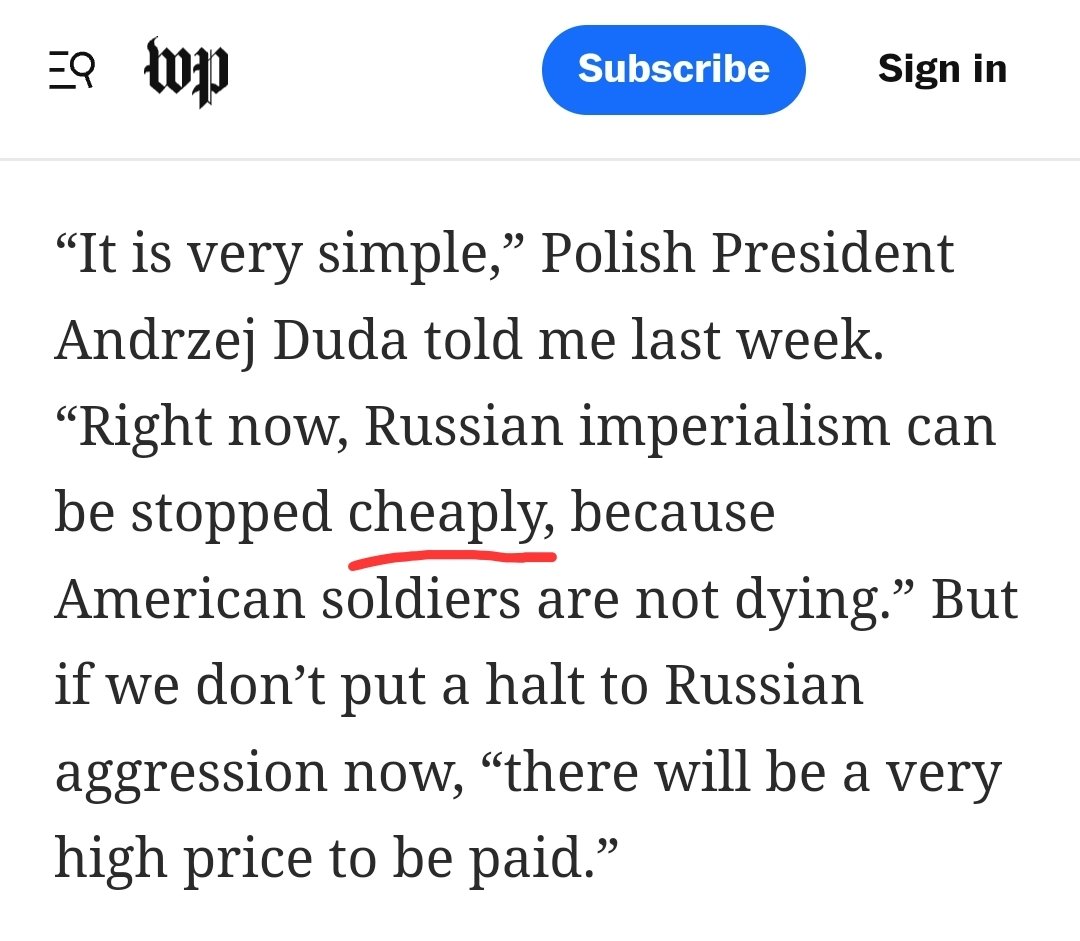 wp Subscribe Sign in
“It is very simple,” Polish President
Andrzej Duda told me last week.
“Right now, Russian imperialism can
be stopped cheaply, because
American soldiers are not dying.” But
if we don’t put a halt to Russian
aggression now, “there will be a very
high price to be paid.”